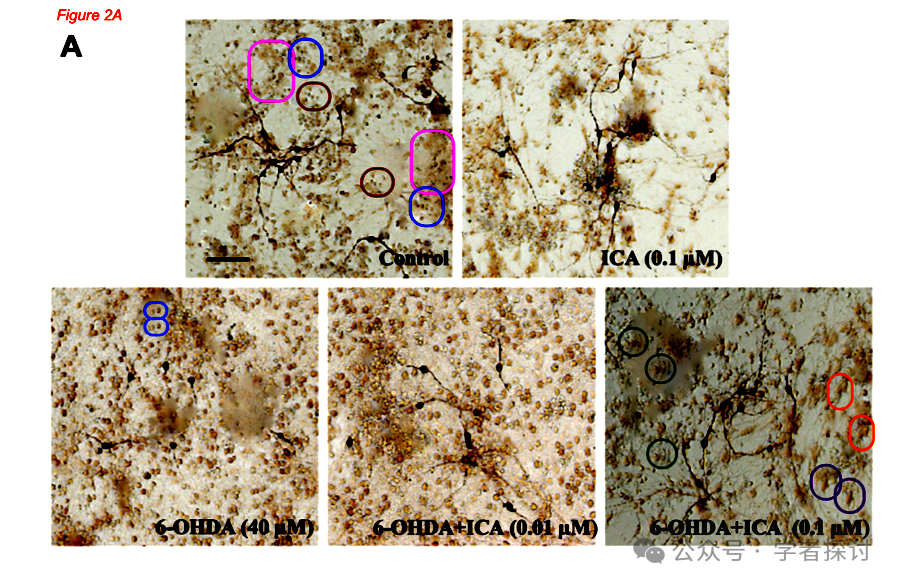 Figure 2A
A
Control
ICA (0.1 μM)
6-OHDA (40 μM)
6-OHDA+ICA (0.01 μM)
6-OHDA+ICA (0.1 μM)
公众号 · 学者探讨